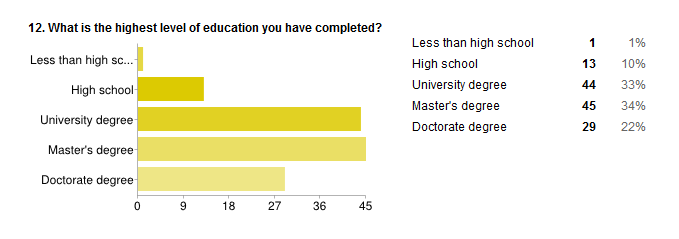 12. What is the highest level of education you have completed?
Less than high sc...
High school
University degree
Master's degree
Doctorate degree
0 9 18 27 36 45
Less than high school 1 1%
High school 13 10%
University degree 44 33%
Master's degree 45 34%
Doctorate degree 29 22%